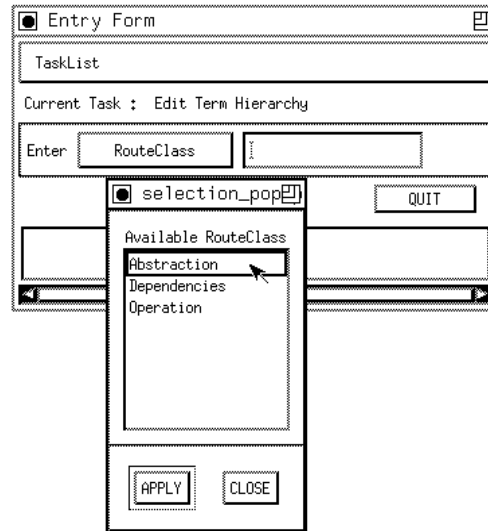 Entry Form
TaskList
Current Task : Edit Term Hierarchy
Enter RouteClass
QUIT
selection_pop
Available RouteClass
Abstraction
Dependencies
Operation
APPLY CLOSE